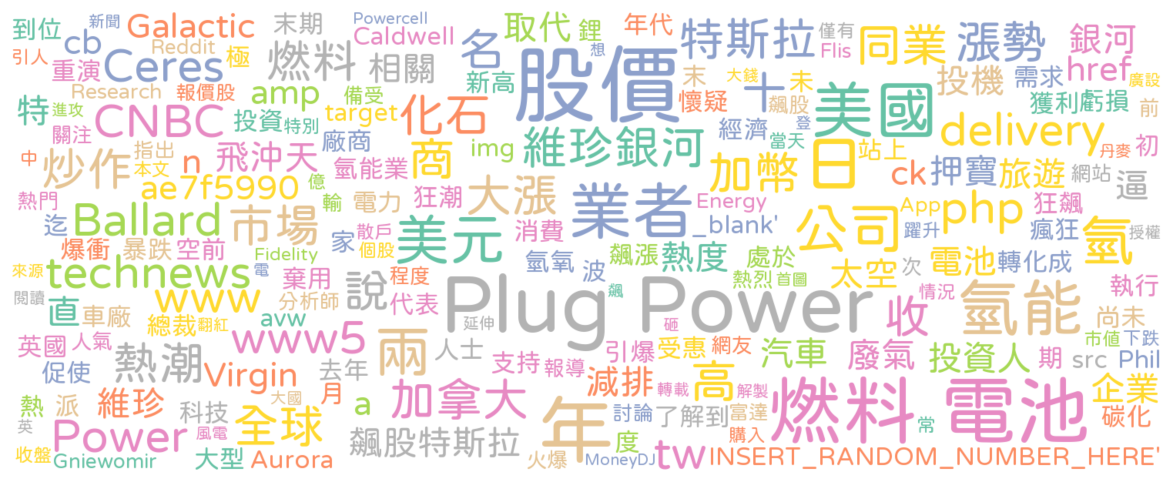 到位 新聞 Galactic 末期 Powercell 取代 鋰 年代 特斯拉 僅有 同業 漲勢 銀河
引人 cb Reddit 極 燃料 Caldwell 名 股價 Flis
重演 Ceres 相關 新高 想 末 大錢 未 投機 需求 href 廣設
特 Research 報價股 amp 備受 懷疑 飆股 十 美國 獲利 虧損 前
關注 CNBC 投資 特別 target 化石 經濟 登 delivery 進攻
中 指出 n 廠商 img 維珍銀河 當天 站上 丹麥 初
炒作 本文 飛沖天 氫能業 商 加幣 日 ck 押寶 旅遊 網站 逼
熱門 ae7f5990 億 狂潮 大漲 業者 Energy App 狂飆
迄 Ballard 輸 電力 消費 _blank' 公司 躍升 php 瘋狂 授權 氫
爆衝 暴跌 空前 市場 散戶 家 美元 個股 Fidelity
來源 technews 電 棄用 程度 氫氧 波 飆漲 熱度 處於 熱烈 首圖 太空 次 電池 轉化成
閱讀 www 分析師 說 代表 飆 Plug Power 情況 收 氫能 執行
直 車廠 總裁 翻紅 avw www5 延伸 砸 尚未 市值 下跌
英國 人氣 熱潮 去年 兩 人士 支持 報導 引爆 受惠 網友 汽車 廢氣 投資人 期 src Phil
促使 大國 Virgin 月 a 加拿大 年 轉載 減排 解製 高 燃料 電池 企業
熱 派 維珍 科技 全球 度 討論 了解到 富達 常 碳化
英 Power 風電 飆股特斯拉 購入
收盤 Gniewomir 大型 Aurora 火爆 MoneyDJ tw INSERT_RANDOM_NUMBER_HERE'